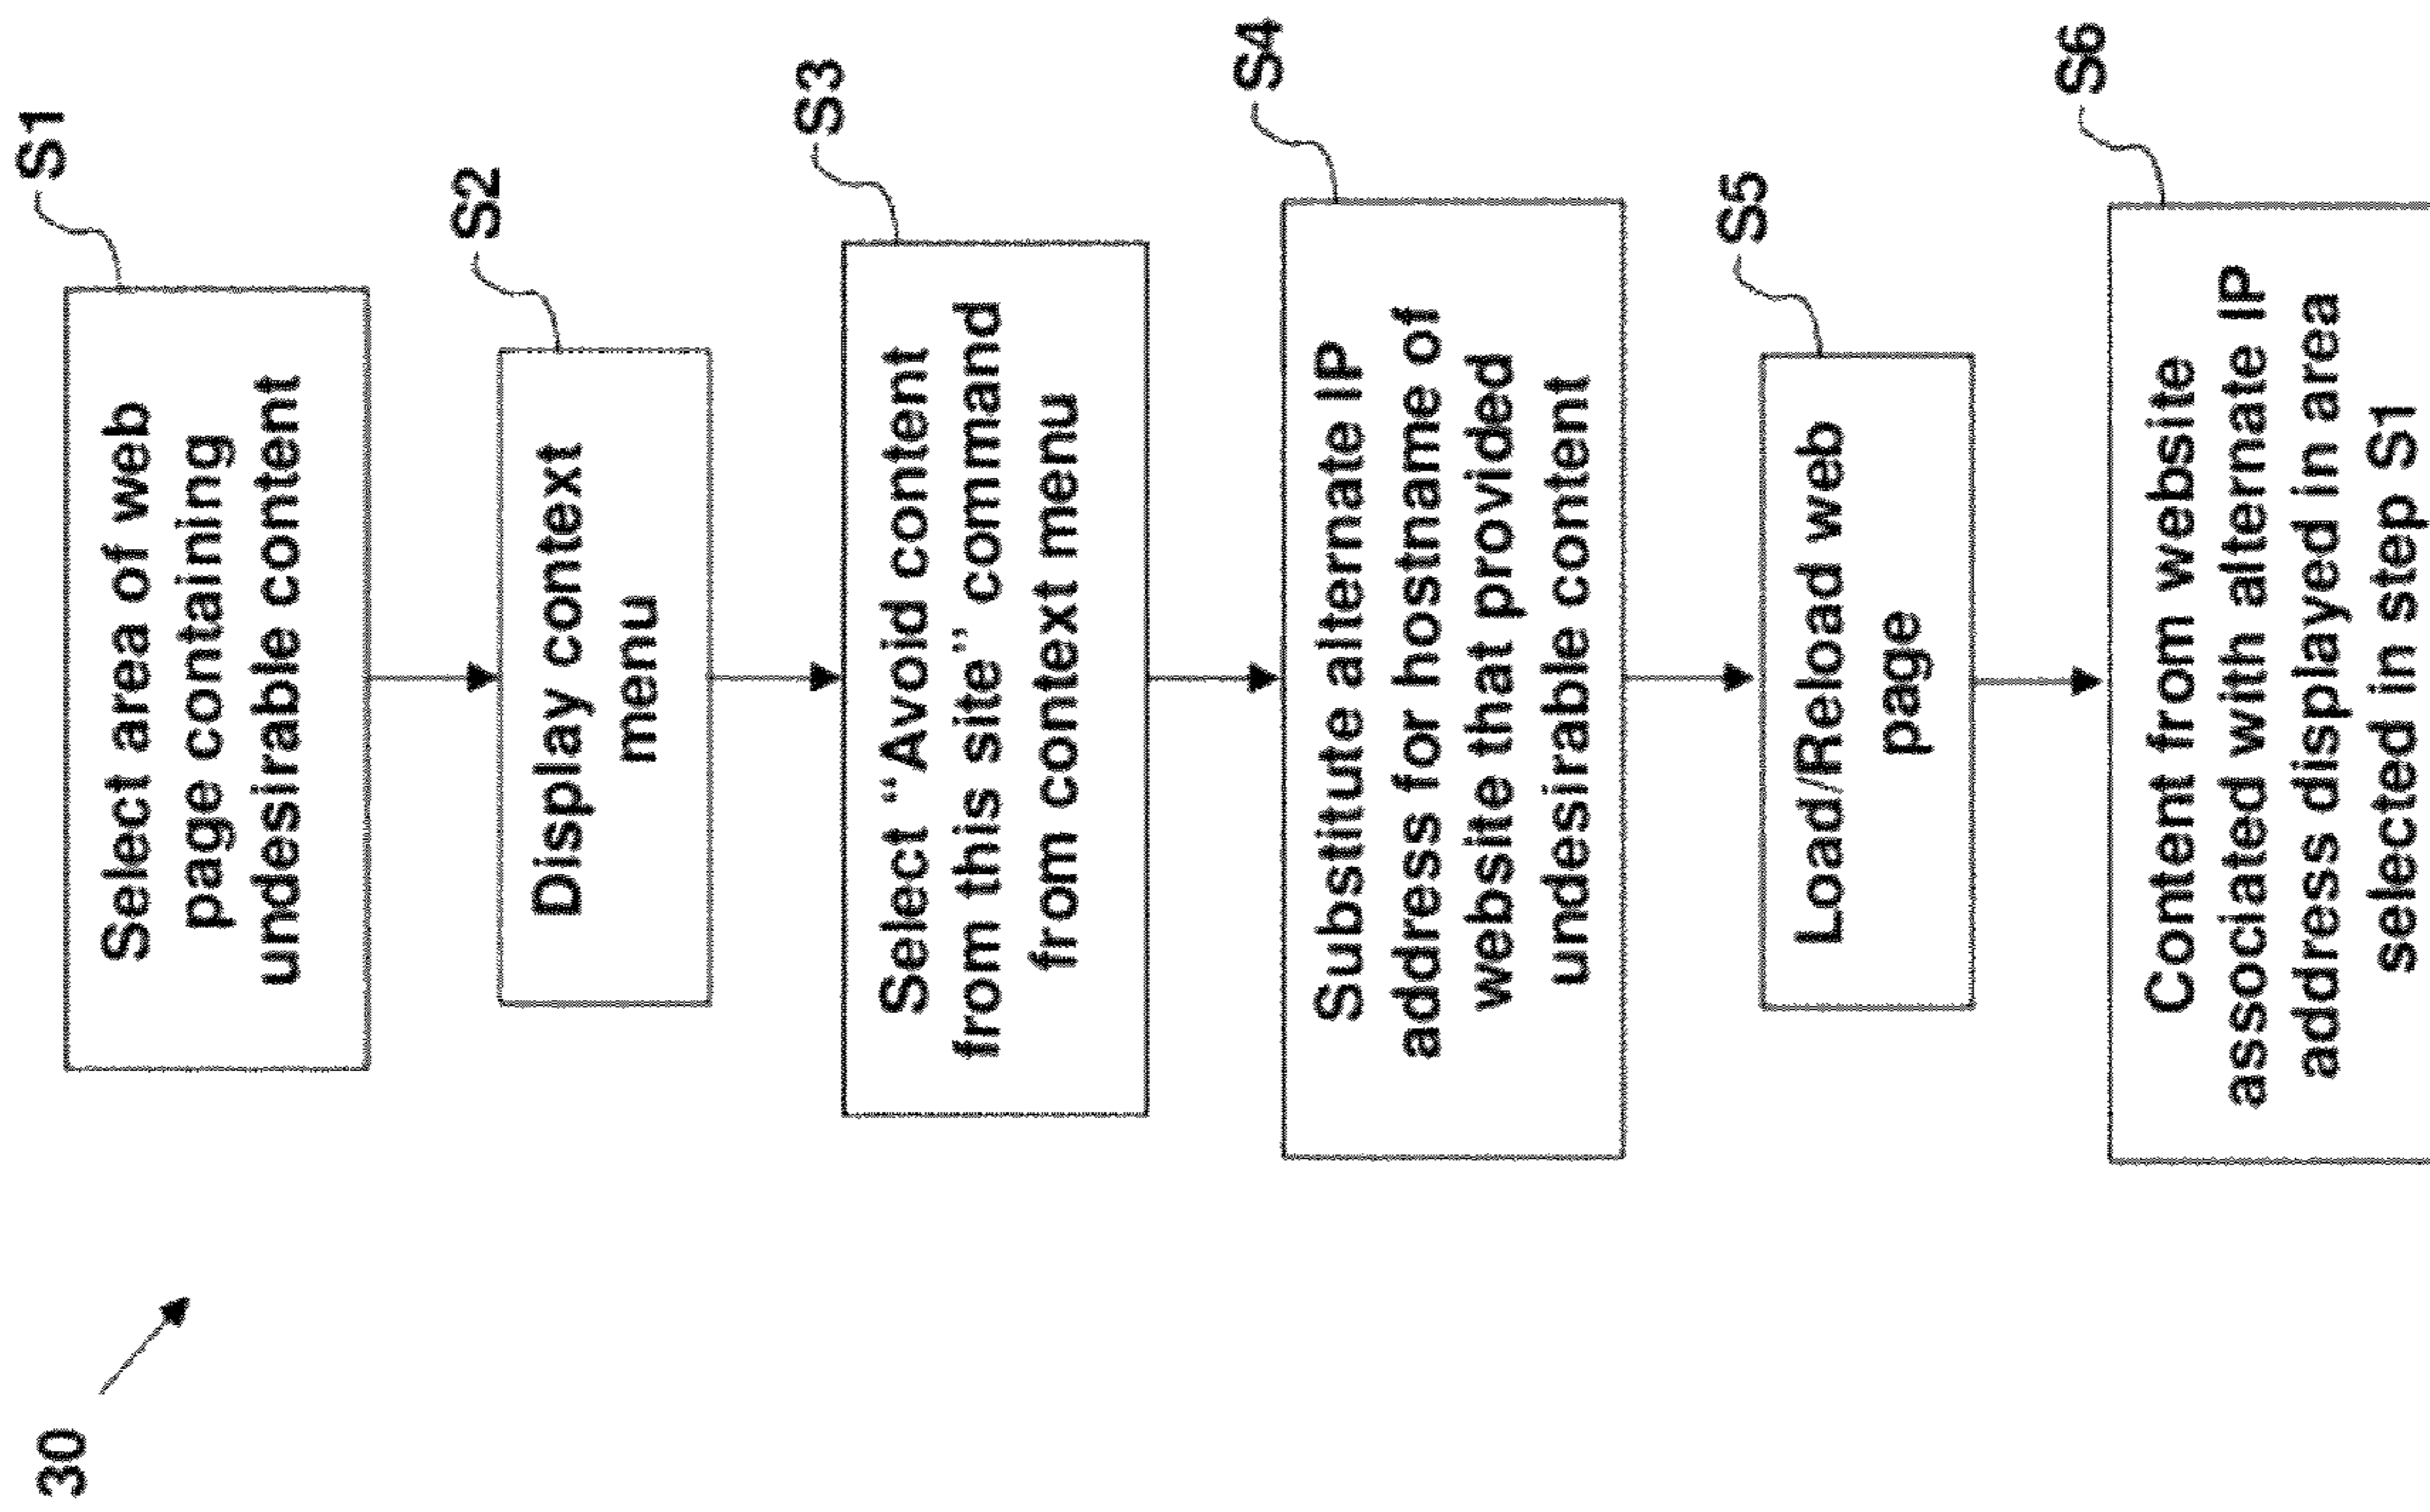 30
S1
Select area of web
page containing
undesirable content
S2
Display context
menu
S3
Select “Avoid content
from this site” command
from context menu
S4
Substitute alternate IP
address for hostname of
website that provided
undesirable content
S5
Load/Reload web
page
S6
Content from website
associated with alternate IP
address displayed in area
selected in step S1